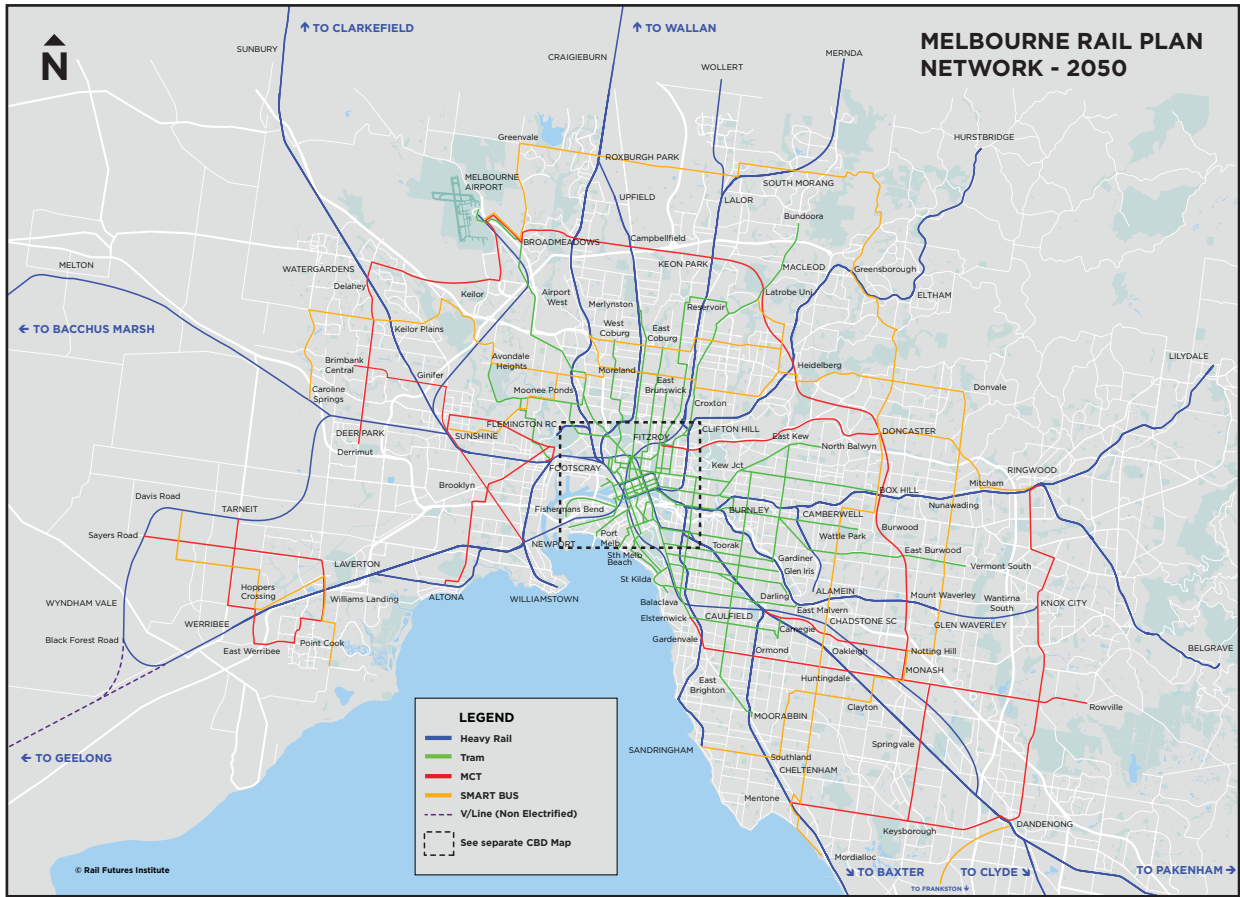 ↑ TO CLARKEFIELD
↑ TO WALLAN
N
MELBOURNE RAIL PLAN
NETWORK - 2050
SUNBURY
CRAIGIEBURN
WOLLERT
MERNDA
HURSTBRIDGE
Greenvale
ROXBURGH PARK
MELBOURNE
AIRPORT
SOUTH MORANG
UPFIELD
LALOR
Bundoora
BROADMEADOWS
Campbellfield
MELTON
WATERGARDENS
KEON PARK
MACLEOD
Greensborough
Delahey
Keilor
Airport
West
Merlynston
Latrobe Uni
ELTHAM
Reservoir
← TO BACCHUS MARSH
Keilor Plains
West
Coburg
East
Coburg
LILYDALE
Brimbank
Central
Ginifer
Avondale
Heights
Moreland
Heidelberg
Caroline
Springs
Moonee Ponds
East
Brunswick
Donvale
Croxton
FLEMINGTON RC
CLIFTON HILL
DEER PARK
SUNSHINE
FITZROY
East Kew
DONCASTER
Derrimut
North Balwyn
FOOTSCRAY
Kew Jct
RINGWOOD
Brooklyn
Mitcham
Davis Road
BOX HILL
TARNEIT
Fishermans Bend
BURNLEY
CAMBERWELL
Nunawading
Sayers Road
Port
Melb
Wattle Park
Burwood
NEWPORT
Toorak
East Burwood
Sth Melb
Beach
Gardiner
LAVERTON
Glen Iris
Vermont South
St Kilda
Hoppers
Crossing
Williams Landing
ALTONA
WILLIAMSTOWN
Darling
ALAMEIN
Mount Waverley
Wantirna
South
KNOX CITY
WYNDHAM VALE
Balaclava
East Malvern
WERRIBEE
Elsternwick
CAULFIELD
CHADSTONE SC
GLEN WAVERLEY
Black Forest Road
Gardenvale
Carnegie
East Werribee
Point Cook
Ormond
Oakleigh
Notting Hill
BELGRAVE
MONASH
Huntingdale
East
Brighton
Clayton
Rowville
MOORABBIN
Springvale
SANDRINGHAM
Southland
← TO GEELONG
CHELTENHAM
Mentone
Keysborough
DANDENONG
Mordialloc
LEGEND
Heavy Rail
Tram
MCT
SMART BUS
V/Line (Non Electrified)
See separate CBD Map
© Rail Futures Institute
↘ TO BAXTER
TO CLYDE ↘
TO PAKENHAM →
TO FRANKSTON ↓